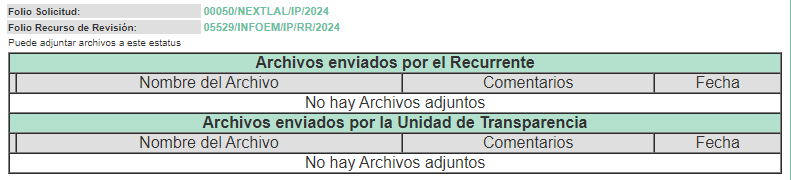 Folio Solicitud: 00050/NEXTLAL/IP/2024
Folio Recurso de Revisión: 05529/INFOEM/IP/RR/2024
Puede adjuntar archivos a este estatus
Archivos enviados por el Recurrente
Nombre del Archivo Comentarios Fecha
No hay Archivos adjuntos
Archivos enviados por la Unidad de Transparencia
Nombre del Archivo Comentarios Fecha
No hay Archivos adjuntos